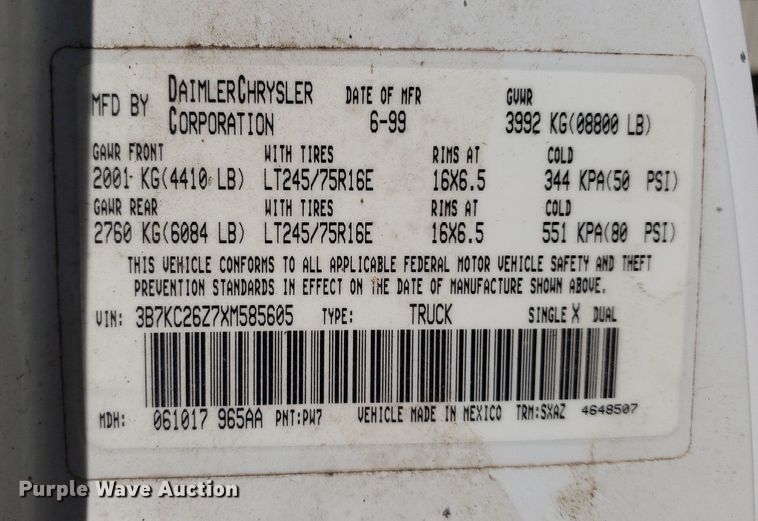 MFD BY DAIMLERCHRYSLER CORPORATION DATE OF MFR 6-99 GVWR 3992 KG(08800 LB)
GAWR FRONT WITH TIRES RIMS AT COLD
2001 KG(4410 LB) LT245/75R16E 16X6.5 344 KPA(50 PSI)
GAWR REAR WITH TIRES RIMS AT COLD
2760 KG(6084 LB) LT245/75R16E 16X6.5 551 KPA(80 PSI)
THIS VEHICLE CONFORMS TO ALL APPLICABLE FEDERAL MOTOR VEHICLE SAFETY AND THEFT
PREVENTION STANDARDS IN EFFECT ON THE DATE OF MANUFACTURE SHOWN ABOVE.
VIN: 3B7KC26Z7XM585605 TYPE: TRUCK SINGLE X DUAL
MDH: 061017 965AA PNT:PW7 VEHICLE MADE IN MEXICO TRM:SXAZ 4648507
Purple Wave Auction